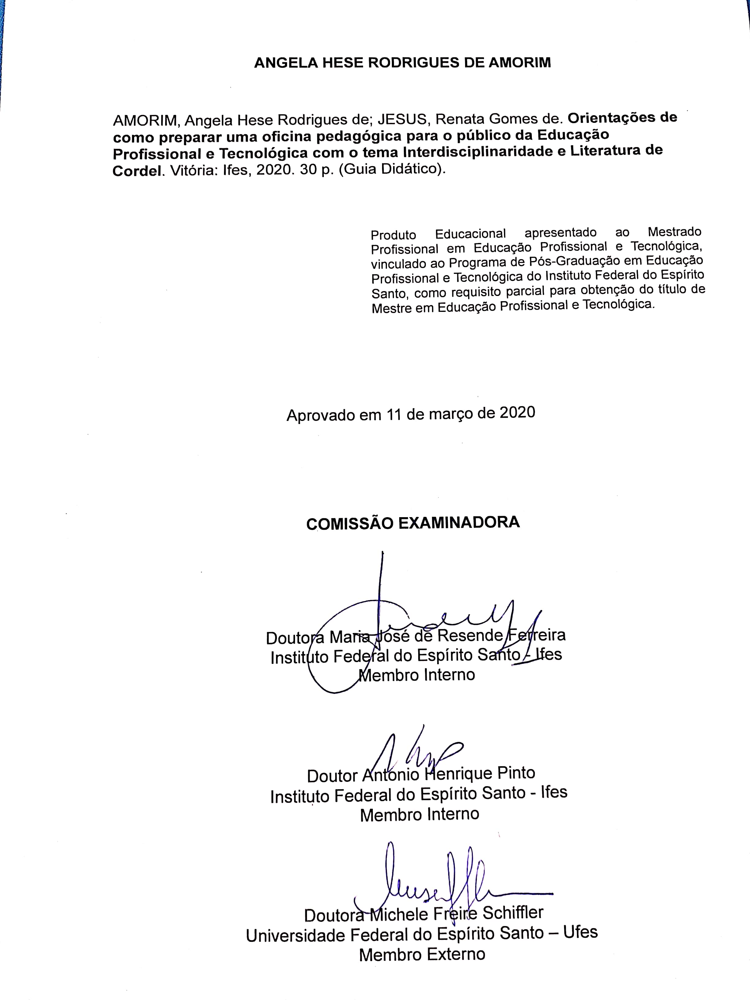 ANGELA HESE RODRIGUES DE AMORIM
AMORIM, Angela Hese Rodrigues de; JESUS, Renata Gomes de. Orientações de
como preparar uma oficina pedagógica para o público da Educação
Profissional e Tecnológica com o tema Interdisciplinaridade e Literatura de
Cordel. Vitória: Ifes, 2020. 30 p. (Guia Didático).
Produto Educacional apresentado ao Mestrado
Profissional em Educação Profissional e Tecnológica,
vinculado ao Programa de Pós-Graduação em Educação
Profissional e Tecnológica do Instituto Federal do Espírito
Santo, como requisito parcial para obtenção do título de
Mestre em Educação Profissional e Tecnológica.
Aprovado em 11 de março de 2020
COMISSÃO EXAMINADORA
Doutora Maria José de Resende Ferreira
Instituto Federal do Espírito Santo - Ifes
Membro Interno
Doutor Antonio Henrique Pinto
Instituto Federal do Espírito Santo - Ifes
Membro Interno
Doutora Michele Freire Schiffler
Universidade Federal do Espírito Santo – Ufes
Membro Externo